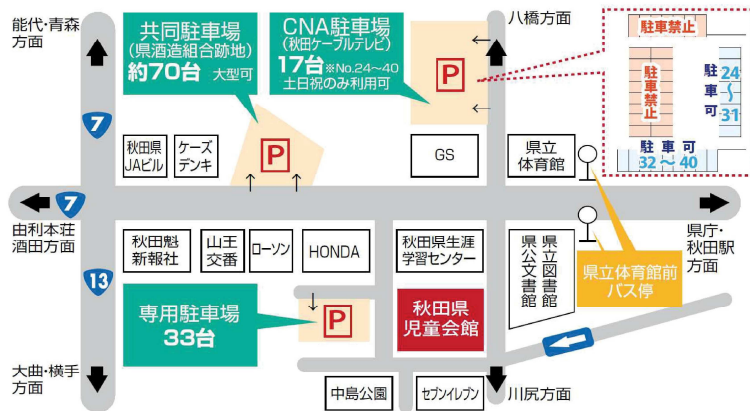 能代・青森
方面
共同駐車場
(県酒造組合跡地)
約70台 大型可
CNA駐車場
(秋田ケーブルテレビ)
17台 ※No.24〜40
土日祝のみ利用可
八橋方面
駐車禁止
駐車禁止
駐車可
24
〜
31
駐車可
32〜40
P
P
7
秋田県
JAビル
ケーズ
デンキ
GS
県立
体育館
7
由利本荘
酒田方面
県庁・
秋田駅
方面
秋田魁
新報社
山王
交番
ローソン
HONDA
秋田県生涯
学習センター
県立図書館
県公文書館
県立体育館前
バス停
13
専用駐車場
33台
P
秋田県
児童会館
大曲・横手
方面
中島公園
セブンイレブン
川尻方面